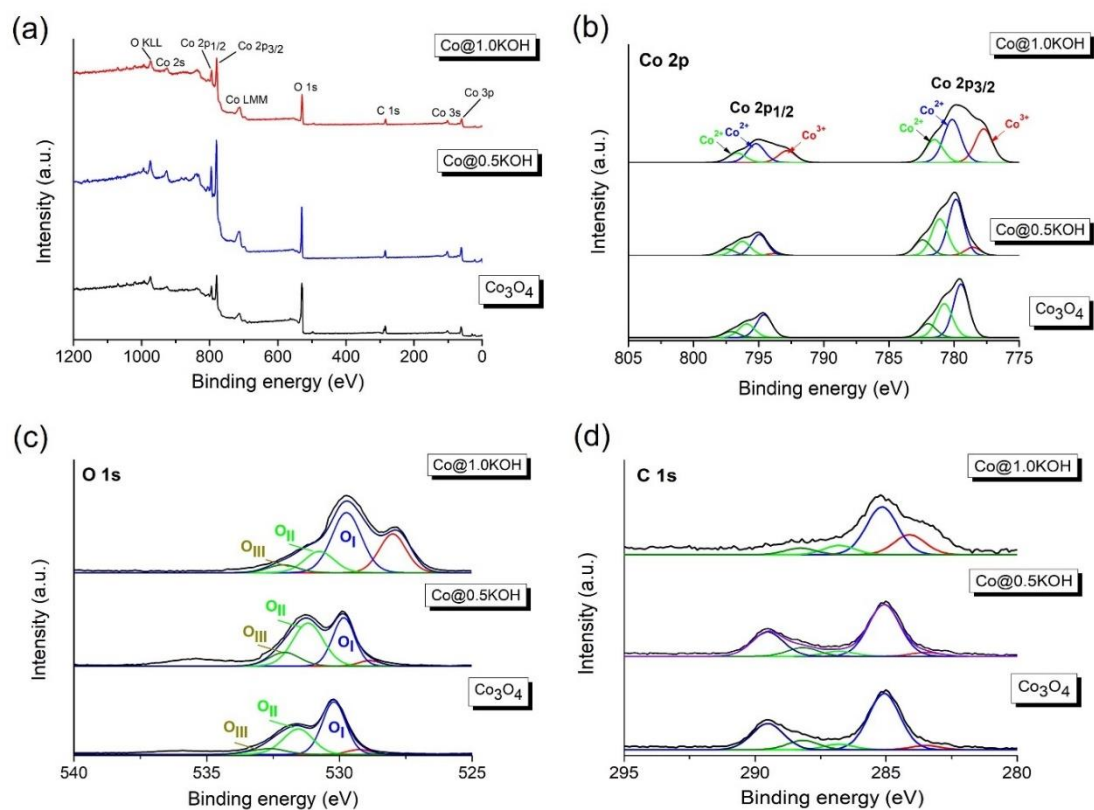 (a)
Co@1.0KOH
O KLL
Co 2s
Co 2p1/2
Co 2p3/2
Co LMM
O 1s
C 1s
Co 3s
Co 3p
Co@0.5KOH
Co3O4
Intensity (a.u.)
1200 1000 800 600 400 200 0
Binding energy (eV)
(b)
Co 2p
Co@1.0KOH
Co 2p3/2
Co 2p1/2
Co2+
Co2+
Co3+
Co2+
Co2+
Co3+
Co@0.5KOH
Co3O4
Intensity (a.u.)
805 800 795 790 785 780 775
Binding energy (eV)
(c)
O 1s
Co@1.0KOH
OIII
OII
OI
Co@0.5KOH
OIII
OII
OI
Co3O4
OIII
OII
OI
Intensity (a.u.)
540 535 530 525
Binding energy (eV)
(d)
C 1s
Co@1.0KOH
Co@0.5KOH
Co3O4
Intensity (a.u.)
295 290 285 280
Binding energy (eV)